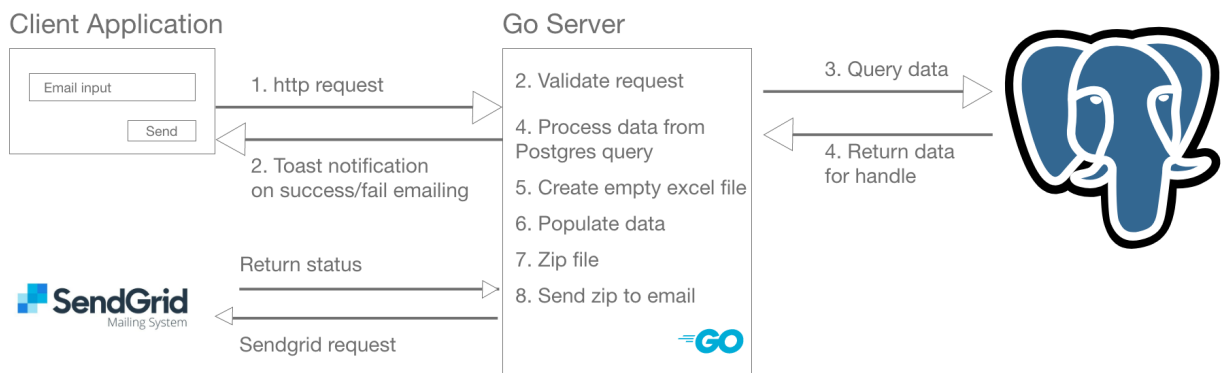 Client Application
Email input
Send
1. http request
2. Toast notification
on success/fail emailing
Go Server
2. Validate request
4. Process data from
Postgres query
5. Create empty excel file
6. Populate data
7. Zip file
8. Send zip to email
GO
3. Query data
4. Return data
for handle
SendGrid
Mailing System
Return status
Sendgrid request